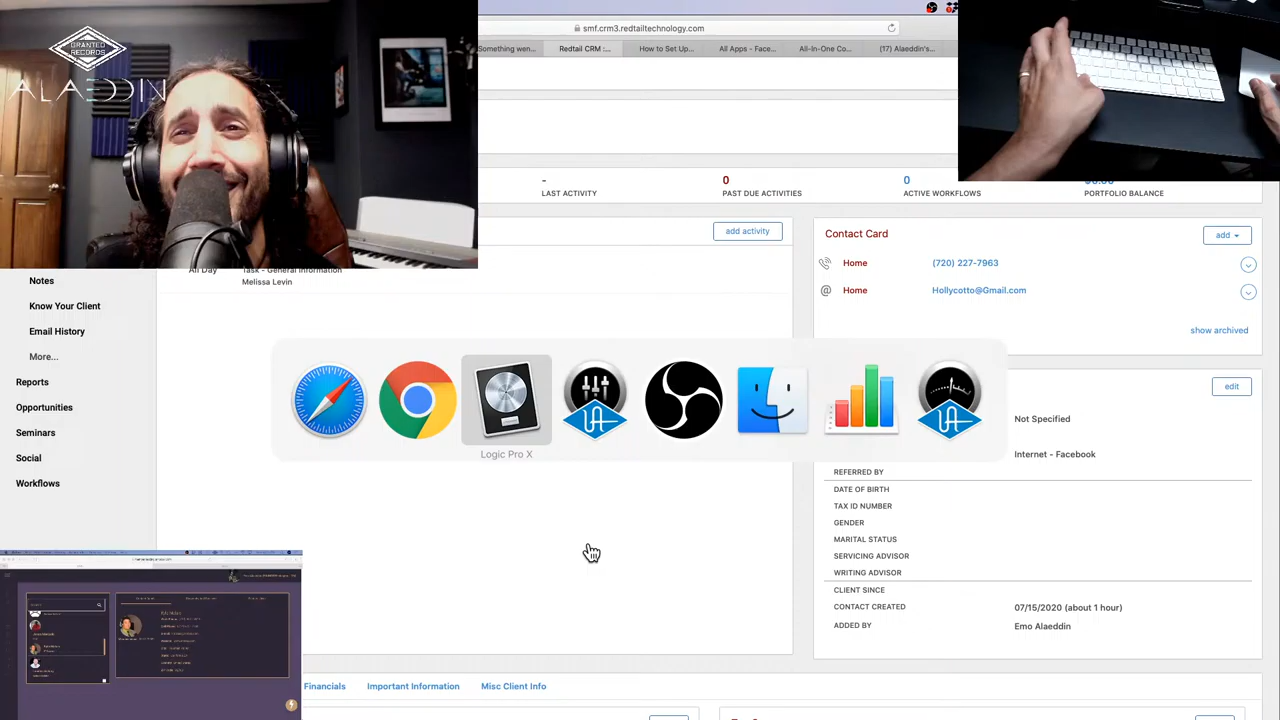 GRANTED
RECORDS
ALAEDDIN
smf.crm3.redtailtechnology.com
Something wen...
Redtail CRM :...
How to Set Up...
All Apps - Face...
All-In-One Co...
(17) Alaeddin's...
-
LAST ACTIVITY
0
PAST DUE ACTIVITIES
0
ACTIVE WORKFLOWS
PORTFOLIO BALANCE
add activity
All Day
Task - General Information
Melissa Levin
Contact Card
add
Home
(720) 227-7963
Home
Hollycotto@Gmail.com
show archived
Notes
Know Your Client
Email History
More...
Reports
Opportunities
Seminars
Social
Workflows
Logic Pro X
edit
Not Specified
Internet - Facebook
REFERRED BY
DATE OF BIRTH
TAX ID NUMBER
GENDER
MARITAL STATUS
SERVICING ADVISOR
WRITING ADVISOR
CLIENT SINCE
CONTACT CREATED
07/15/2020 (about 1 hour)
ADDED BY
Emo Alaeddin
Financials
Important Information
Misc Client Info